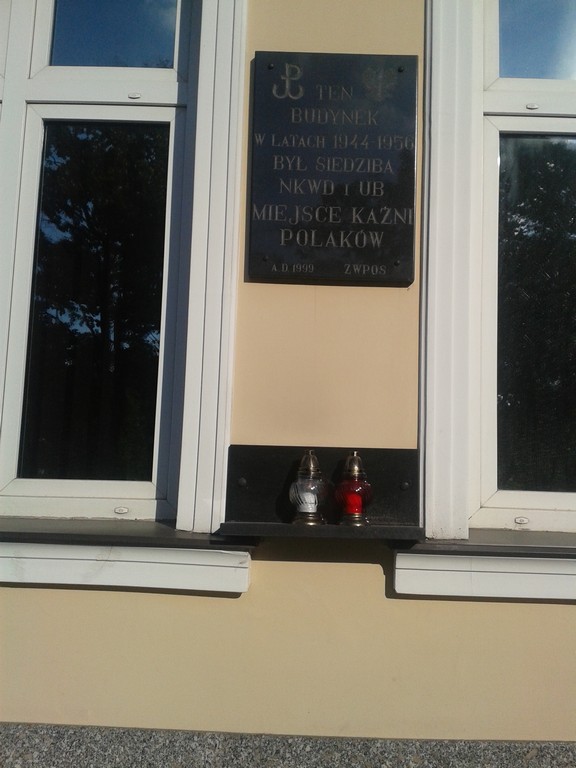 TEN
BUDYNEK
W LATACH 1944-1956
BYŁ SIEDZIBĄ
NKWD I UB
MIEJSCE KAŹNI
POLAKÓW
A.D. 1999 ZWPOS